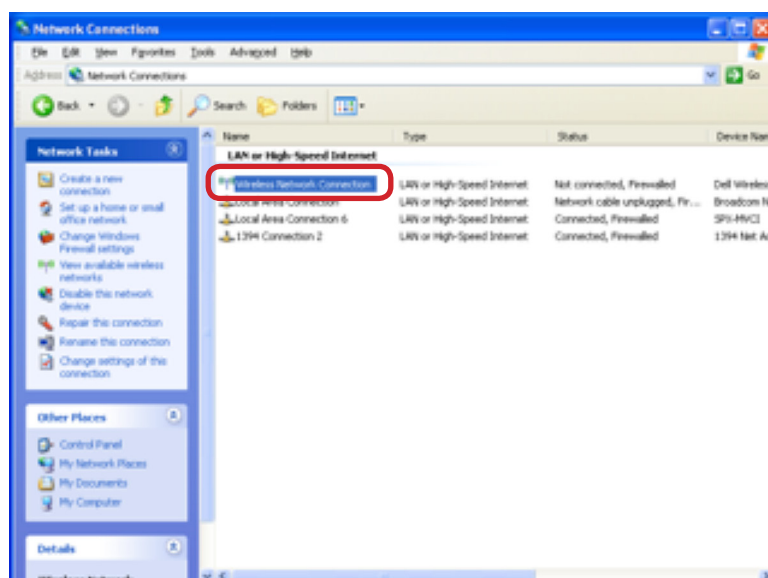 Network Connections
File Edit View Favorites Tools Advanced Help
Address Network Connections Go
Back Search Folders
Network Tasks
Create a new
connection
Set up a home or small
office network
Change Windows
Firewall settings
View available wireless
networks
Disable this network
device
Repair this connection
Rename this connection
Change settings of this
connection
Other Places
Control Panel
My Network Places
My Documents
My Computer
Details
Name Type Status Device Nam
LAN or High-Speed Internet
Wireless Network Connection LAN or High-Speed Internet Not connected, Firewalled Dell Wireless
Local Area Connection LAN or High-Speed Internet Network cable unplugged, Fir... Broadcom N
Local Area Connection 6 LAN or High-Speed Internet Connected, Firewalled SPX-MVCI
1394 Connection 2 LAN or High-Speed Internet Connected, Firewalled 1394 Net A